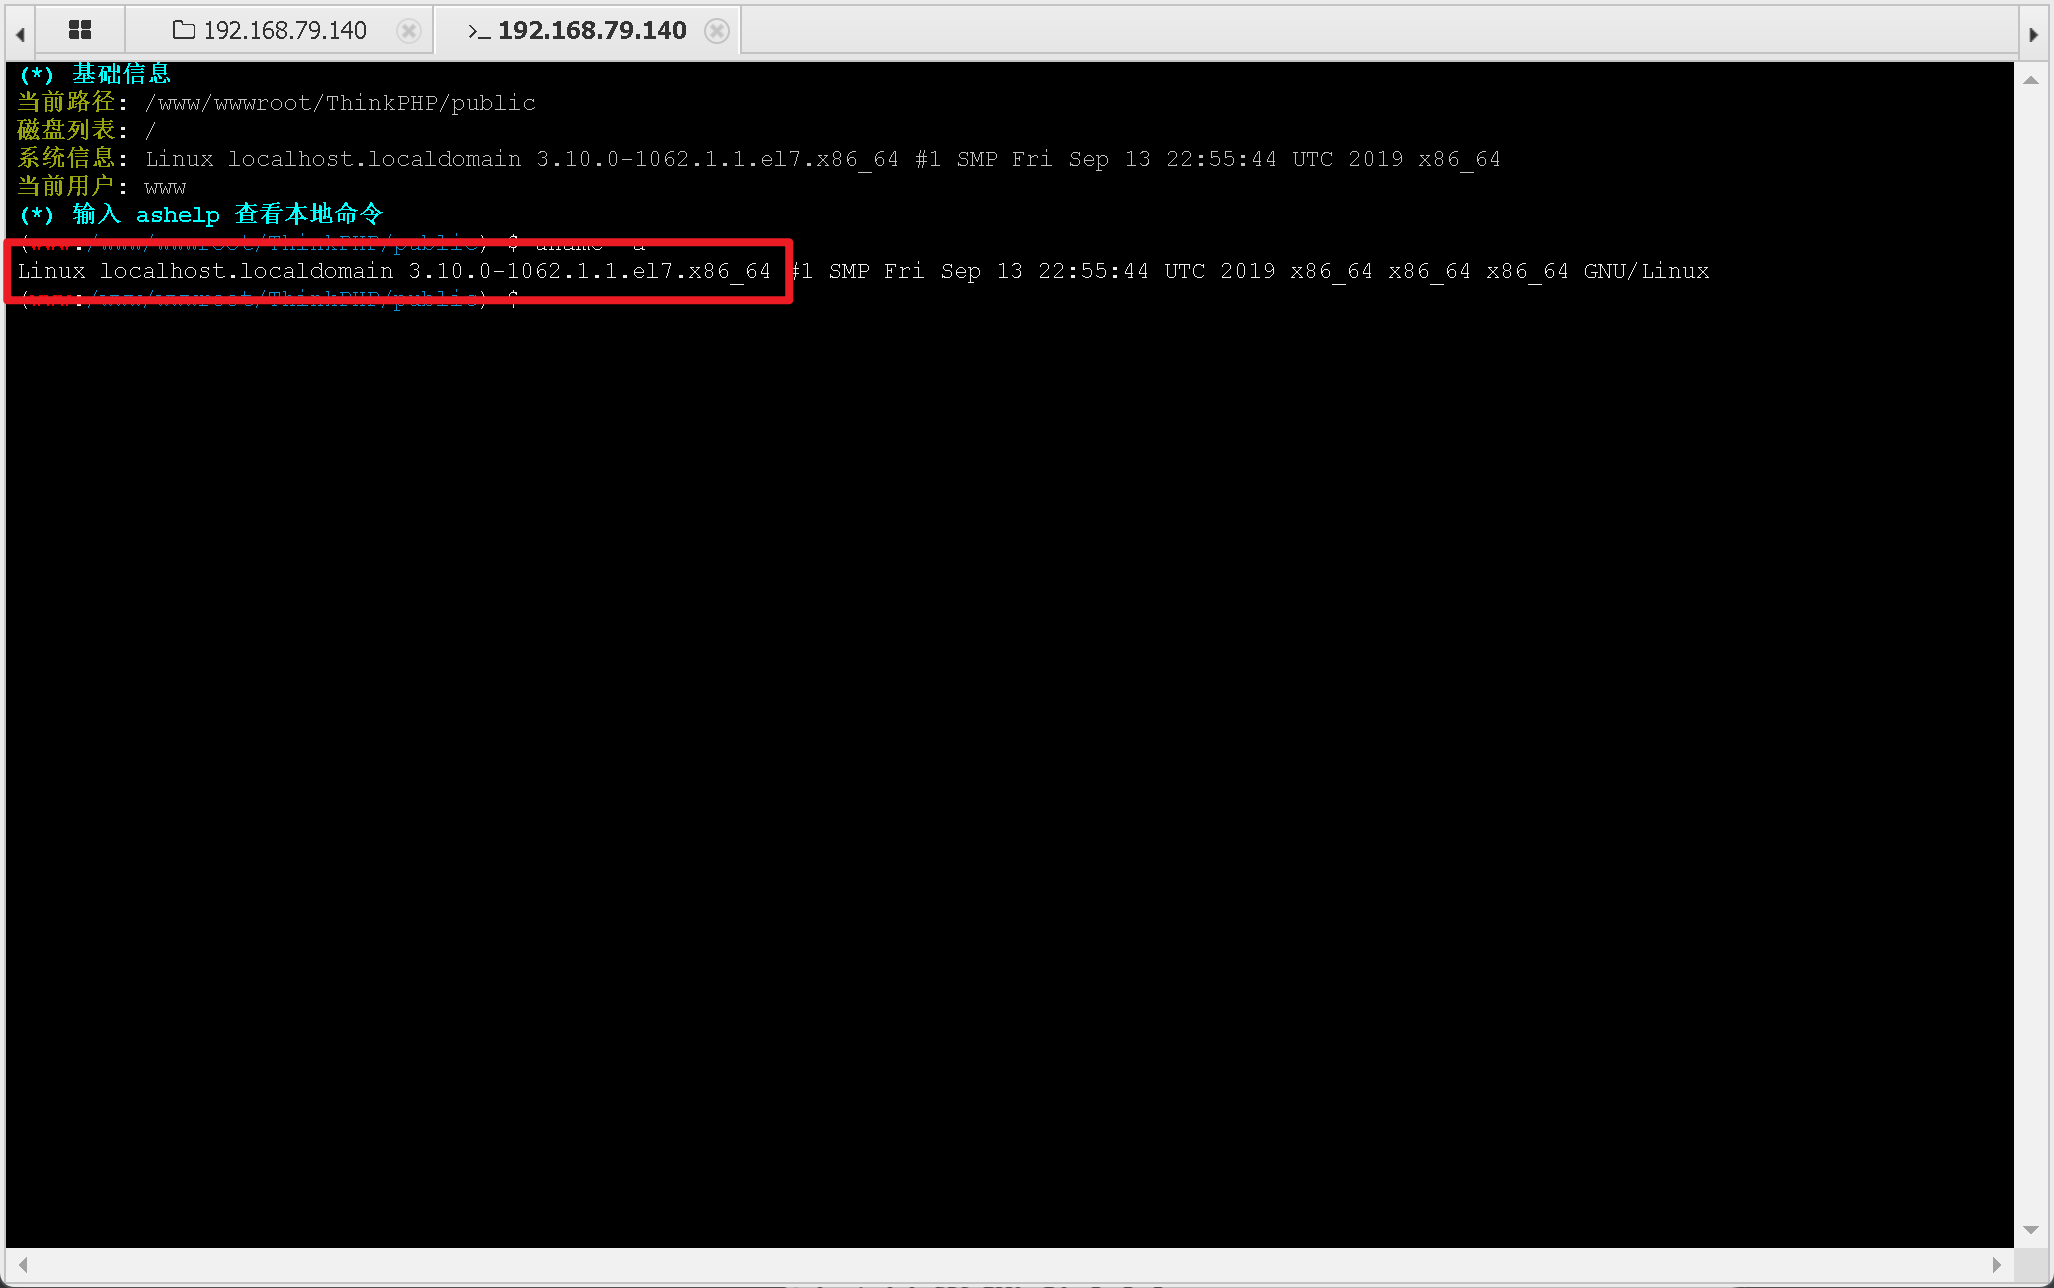 192.168.79.140 >_ 192.168.79.140
(*) 基础信息
当前路径: /www/wwwroot/ThinkPHP/public
磁盘列表: /
系统信息: Linux localhost.localdomain 3.10.0-1062.1.1.el7.x86_64 #1 SMP Fri Sep 13 22:55:44 UTC 2019 x86_64
当前用户: www
(*) 输入 ashelp 查看本地命令
(www:/www/wwwroot/ThinkPHP/public) $ uname -a
Linux localhost.localdomain 3.10.0-1062.1.1.el7.x86_64 #1 SMP Fri Sep 13 22:55:44 UTC 2019 x86_64 x86_64 x86_64 GNU/Linux
(www:/www/wwwroot/ThinkPHP/public) $